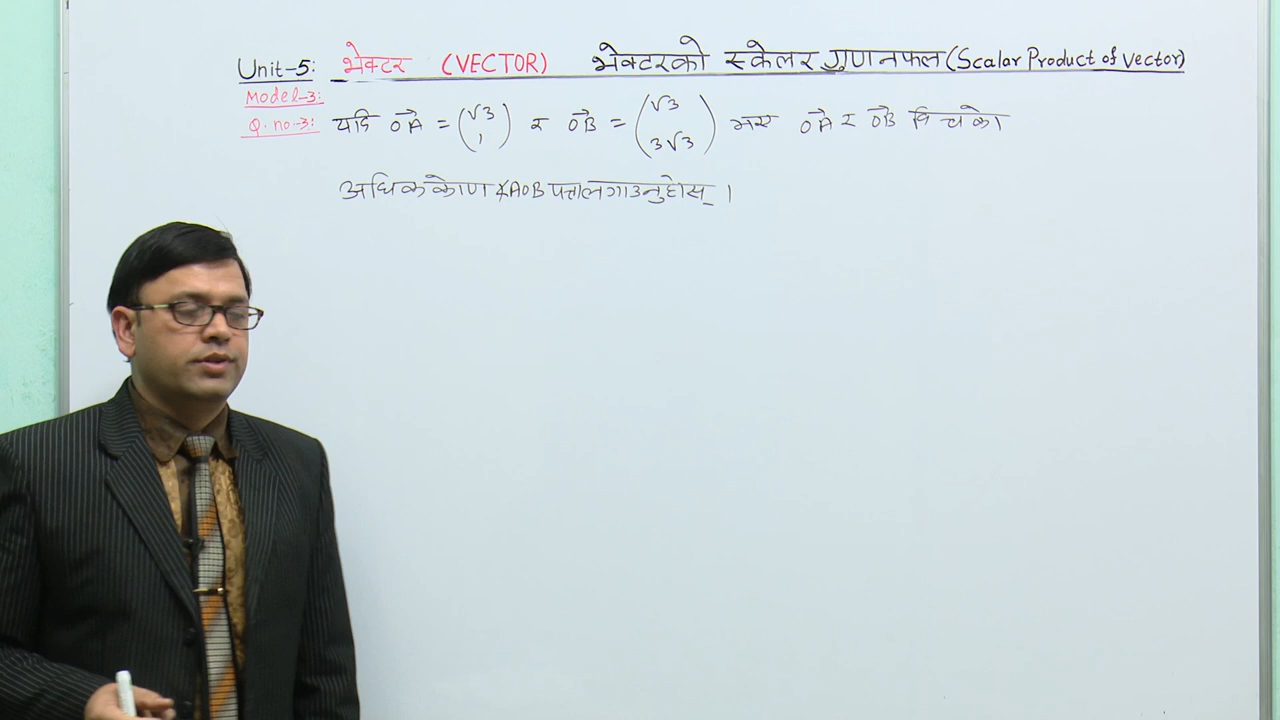 Unit-5: भेक्टर (VECTOR) भेक्टरको स्केलर गुणनफल (Scalar Product of Vector)
Model-3:
Q. no.-3: यदि OA→ = (√3 1) र OB→ = (√3 3√3) भए OA→ र OB→ विचको
अधिक कोण ∠AOB पत्ता लगाउनुहोस् ।